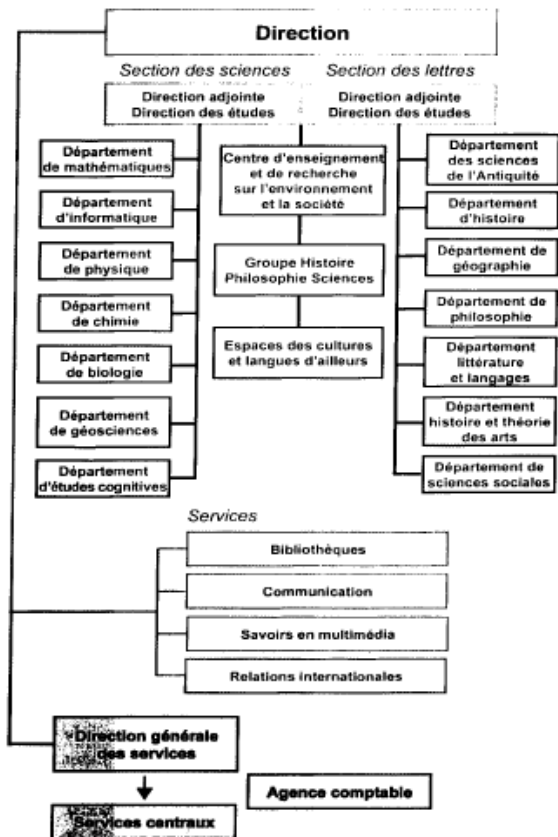 Direction
Section des sciences
Section des lettres
Direction adjointe
Direction des études
Direction adjointe
Direction des études
Département
de mathématiques
Département
d'informatique
Département
de physique
Département
de chimie
Département
de biologie
Département
de géosciences
Département
d'études cognitives
Centre d'enseignement
et de recherche
sur l'environnement
et la société
Groupe Histoire
Philosophie Sciences
Espaces des cultures
et langues d'ailleurs
Département
des sciences
de l'Antiquité
Département
d'histoire
Département de
géographie
Département de
philosophie
Département
littérature
et langages
Département
histoire et théorie
des arts
Département de
sciences sociales
Services
Bibliothèques
Communication
Savoirs en multimédia
Relations internationales
Direction générale
des services
Agence comptable
Services centraux